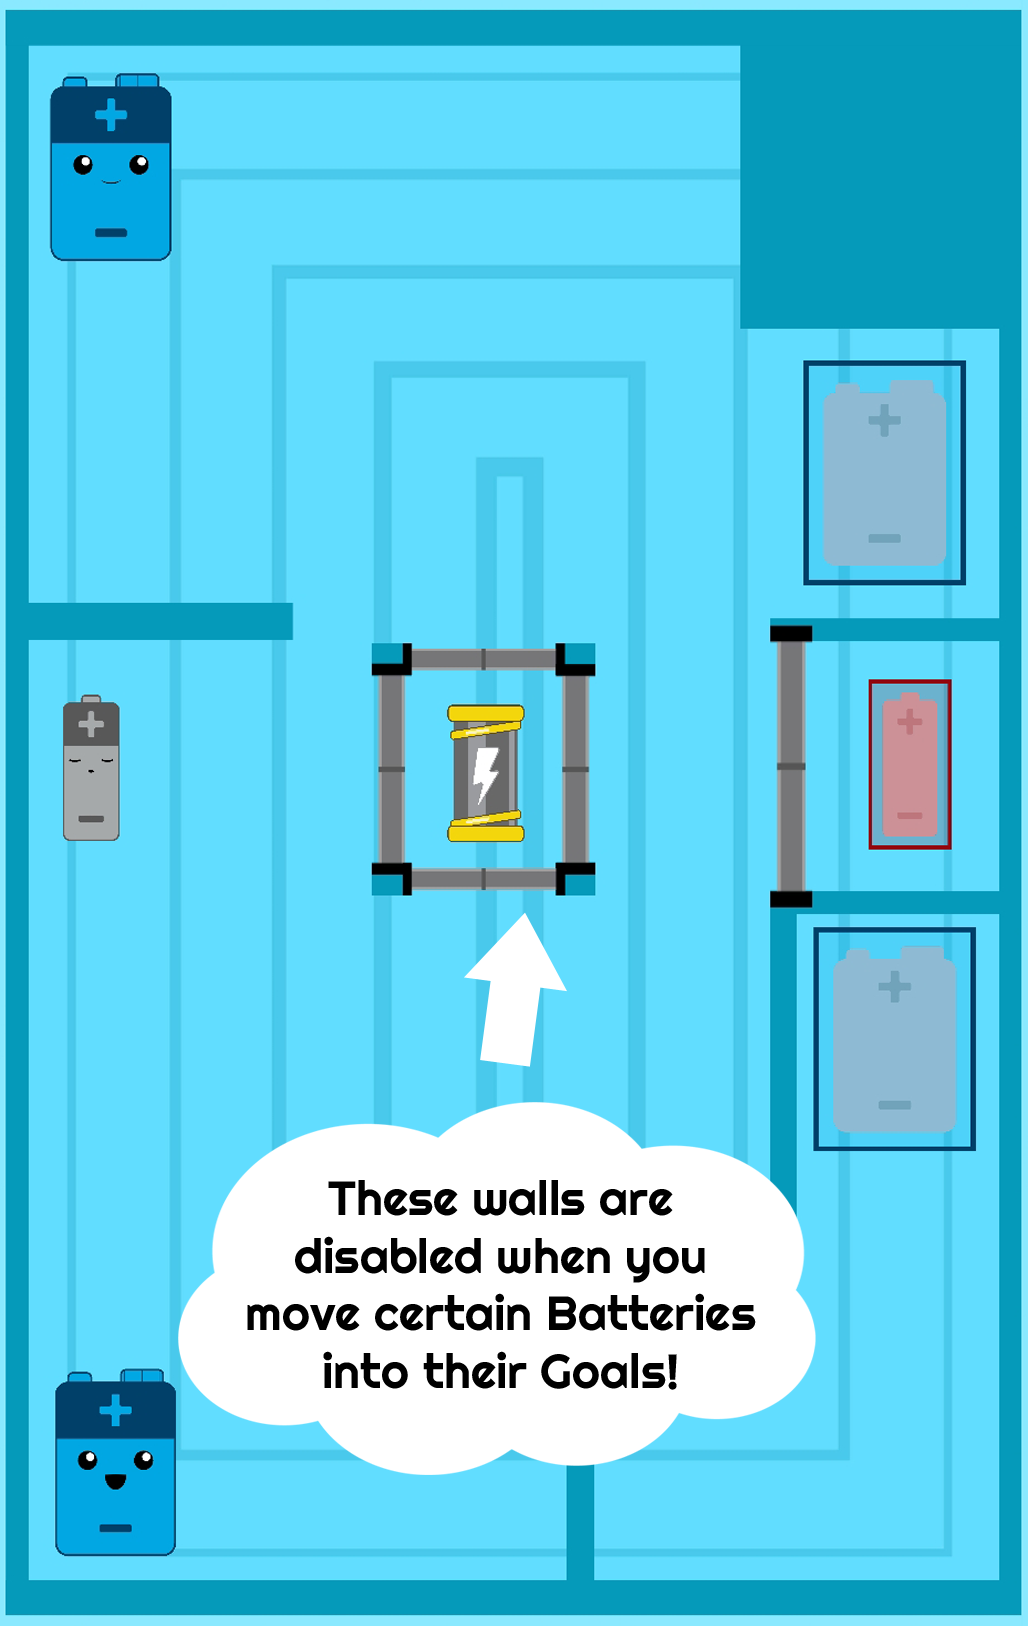 These walls are
disabled when you
move certain Batteries
into their Goals!